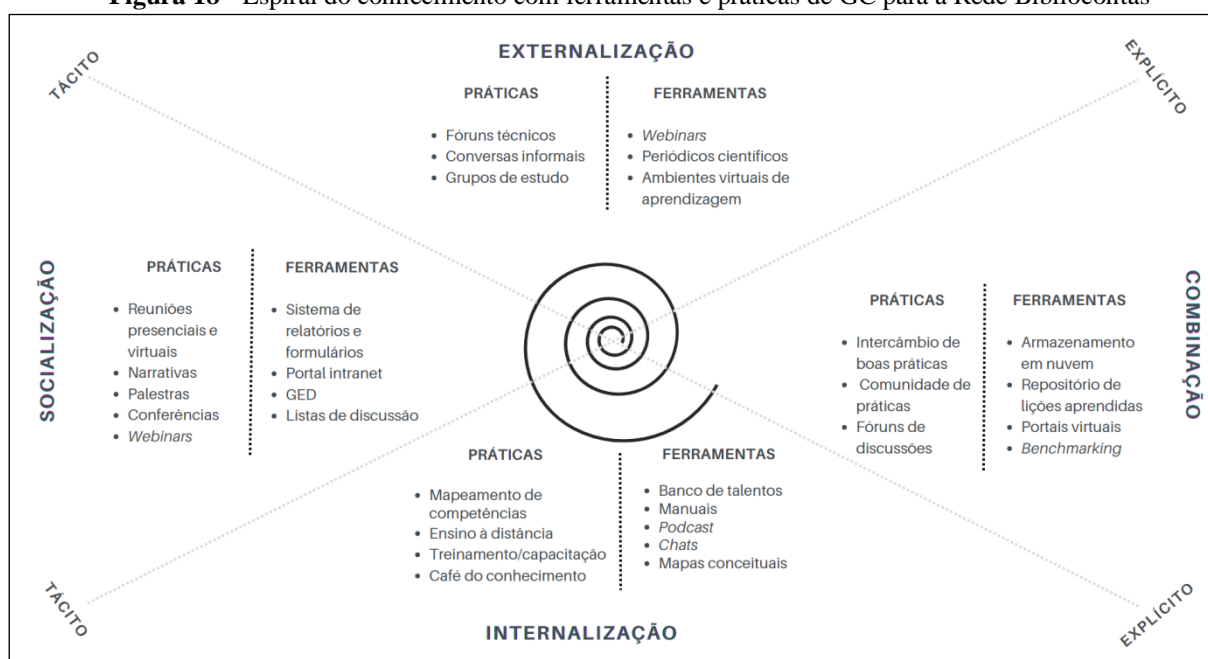 Figura 18 - Espiral do conhecimento com ferramentas e práticas de GC para a Rede Bibliocontas
EXTERNALIZAÇÃO
TÁCITO
EXPLÍCITO
PRÁTICAS
• Fóruns técnicos
• Conversas informais
• Grupos de estudo
FERRAMENTAS
• Webinars
• Periódicos científicos
• Ambientes virtuais de
aprendizagem
SOCIALIZAÇÃO
PRÁTICAS
• Reuniões
presenciais e
virtuais
• Narrativas
• Palestras
• Conferências
• Webinars
FERRAMENTAS
• Sistema de
relatórios e
formulários
• Portal intranet
• GED
• Listas de discussão
COMBINAÇÃO
PRÁTICAS
• Intercâmbio de
boas práticas
• Comunidade de
práticas
• Fóruns de
discussões
FERRAMENTAS
• Armazenamento
em nuvem
• Repositório de
lições aprendidas
• Portais virtuais
• Benchmarking
PRÁTICAS
• Mapeamento de
competências
• Ensino à distância
• Treinamento/capacitação
• Café do conhecimento
FERRAMENTAS
• Banco de talentos
• Manuais
• Podcast
• Chats
• Mapas conceituais
TÁCITO
EXPLÍCITO
INTERNALIZAÇÃO